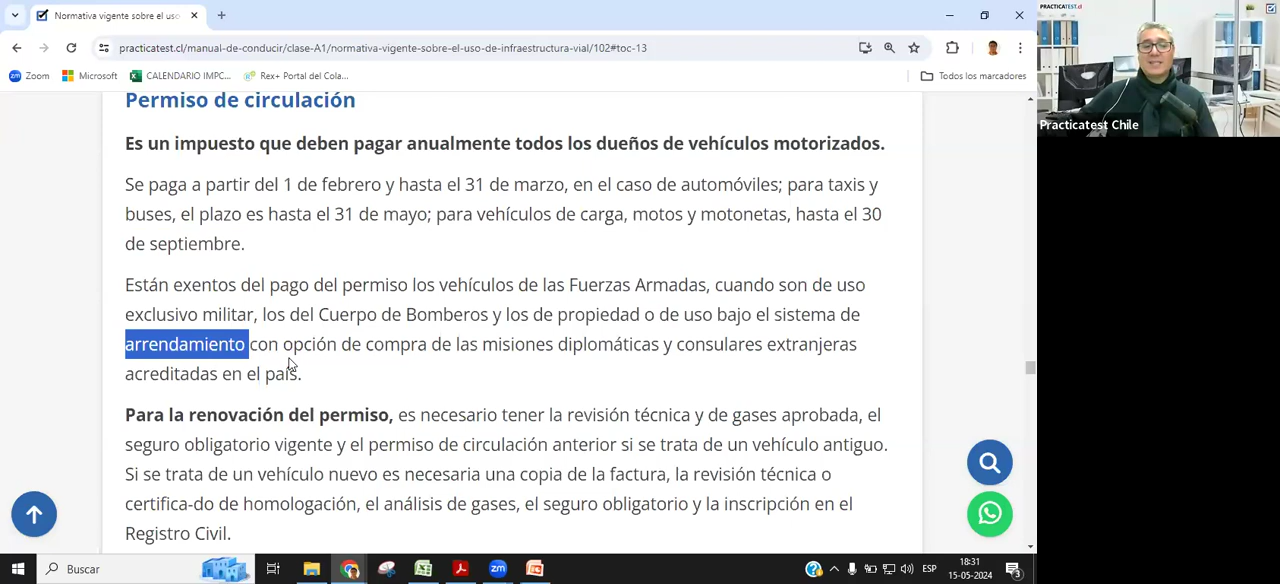 Normativa vigente sobre el uso
practicatest.cl/manual-de-conducir/clase-A1/normativa-vigente-sobre-el-uso-de-infraestructura-vial/102#toc-13
Zoom
Microsoft
CALENDARIO IMPC...
Rex+ Portal del Cola...
Todos los marcadores
PRACTICATEST.cl
Practicatest Chile
Permiso de circulación
Es un impuesto que deben pagar anualmente todos los dueños de vehículos motorizados.
Se paga a partir del 1 de febrero y hasta el 31 de marzo, en el caso de automóviles; para taxis y
buses, el plazo es hasta el 31 de mayo; para vehículos de carga, motos y motonetas, hasta el 30
de septiembre.
Están exentos del pago del permiso los vehículos de las Fuerzas Armadas, cuando son de uso
exclusivo militar, los del Cuerpo de Bomberos y los de propiedad o de uso bajo el sistema de
arrendamiento con opción de compra de las misiones diplomáticas y consulares extranjeras
acreditadas en el país.
Para la renovación del permiso, es necesario tener la revisión técnica y de gases aprobada, el
seguro obligatorio vigente y el permiso de circulación anterior si se trata de un vehículo antiguo.
Si se trata de un vehículo nuevo es necesaria una copia de la factura, la revisión técnica o
certifica-do de homologación, el análisis de gases, el seguro obligatorio y la inscripción en el
Registro Civil.
Buscar
ESP
18:31
15-05-2024
3